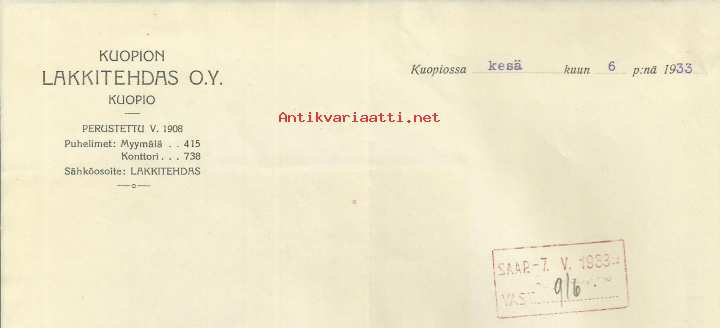 KUOPION
LAKKITEHDAS O.Y.
KUOPIO
PERUSTETTU V. 1908
Puhelimet: Myymälä . . 415
Konttori . . . 738
Sähköosoite: LAKKITEHDAS
Kuopiossa kesä kuun 6 p:nä 1933
Antikvariaatti.net
SAAP. -7. V. 1933
VAST. 9/6